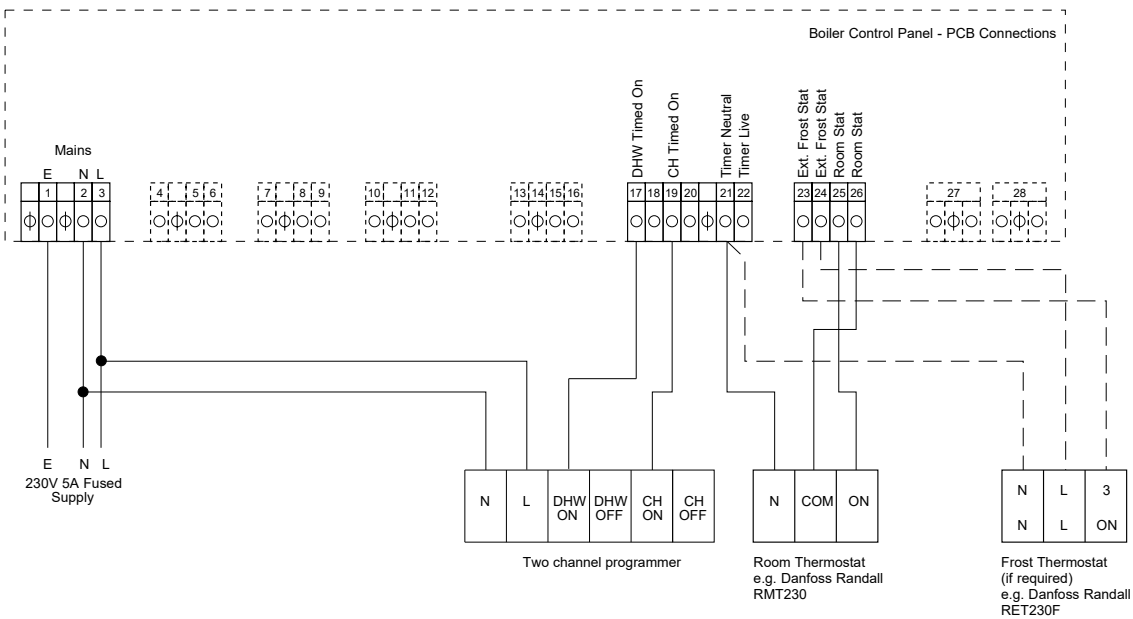 Boiler Control Panel - PCB Connections
DHW Timed On
CH Timed On
Timer Neutral
Timer Live
Ext. Frost Stat
Ext. Frost Stat
Room Stat
Room Stat
Mains
E N L
1 2 3
4 5 6
7 8 9
10 11 12
13 14 15 16
17 18 19 20 21 22
23 24 25 26
27
28
E N L
230V 5A Fused
Supply
N L DHW ON DHW OFF CH ON CH OFF
Two channel programmer
N COM ON
Room Thermostat
e.g. Danfoss Randall
RMT230
N L 3
N L ON
Frost Thermostat
(if required)
e.g. Danfoss Randall
RET230F